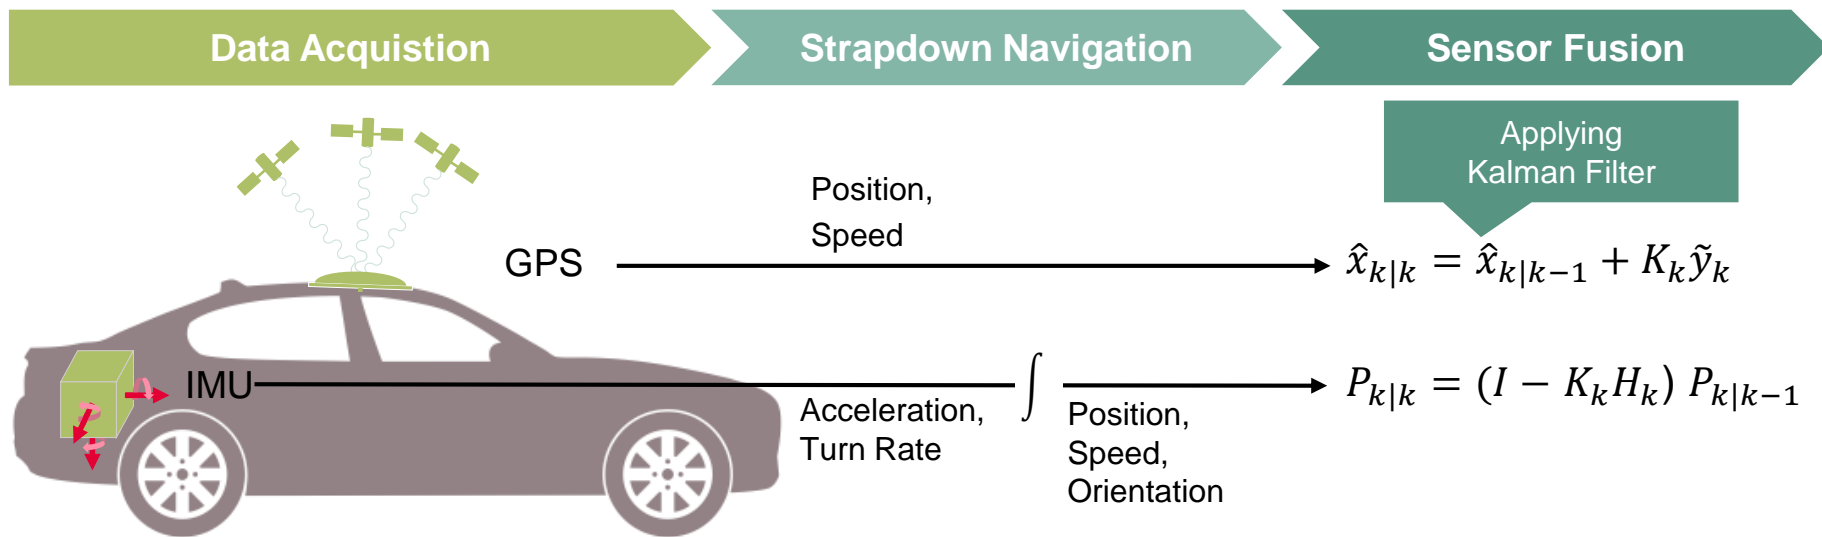 Data Acquistion
Strapdown Navigation
Sensor Fusion
Applying
Kalman Filter
Position,
Speed
GPS
x̂ₖ|ₖ = x̂ₖ|ₖ₋₁ + Kₖỹₖ
IMU
∫
Pₖ|ₖ = (I − KₖHₖ) Pₖ|ₖ₋₁
Acceleration,
Turn Rate
Position,
Speed,
Orientation